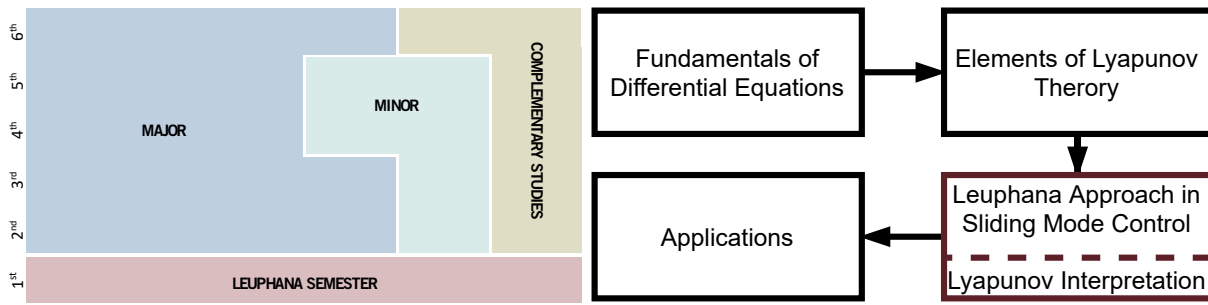 6th
5th
4th
3rd
2nd
1st
MAJOR
MINOR
COMPLEMENTARY STUDIES
LEUPHANA SEMESTER
Fundamentals of
Differential Equations
Elements of Lyapunov
Therory
Leuphana Approach in
Sliding Mode Control
Lyapunov Interpretation
Applications